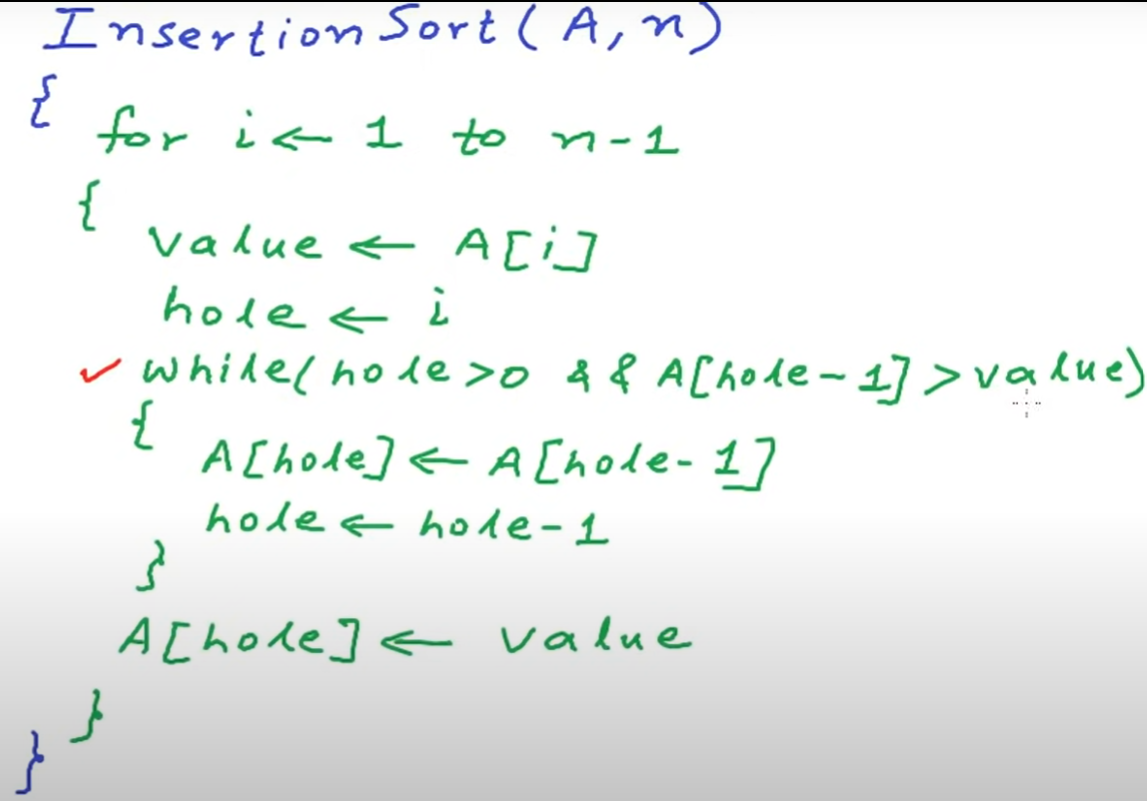 InsertionSort(A,n)
{
for i ← 1 to n-1
{
value ← A[i]
hole ← i
✓ while(hole>0 && A[hole-1]>value)
{
A[hole] ← A[hole-1]
hole ← hole-1
}
A[hole] ← value
}
}